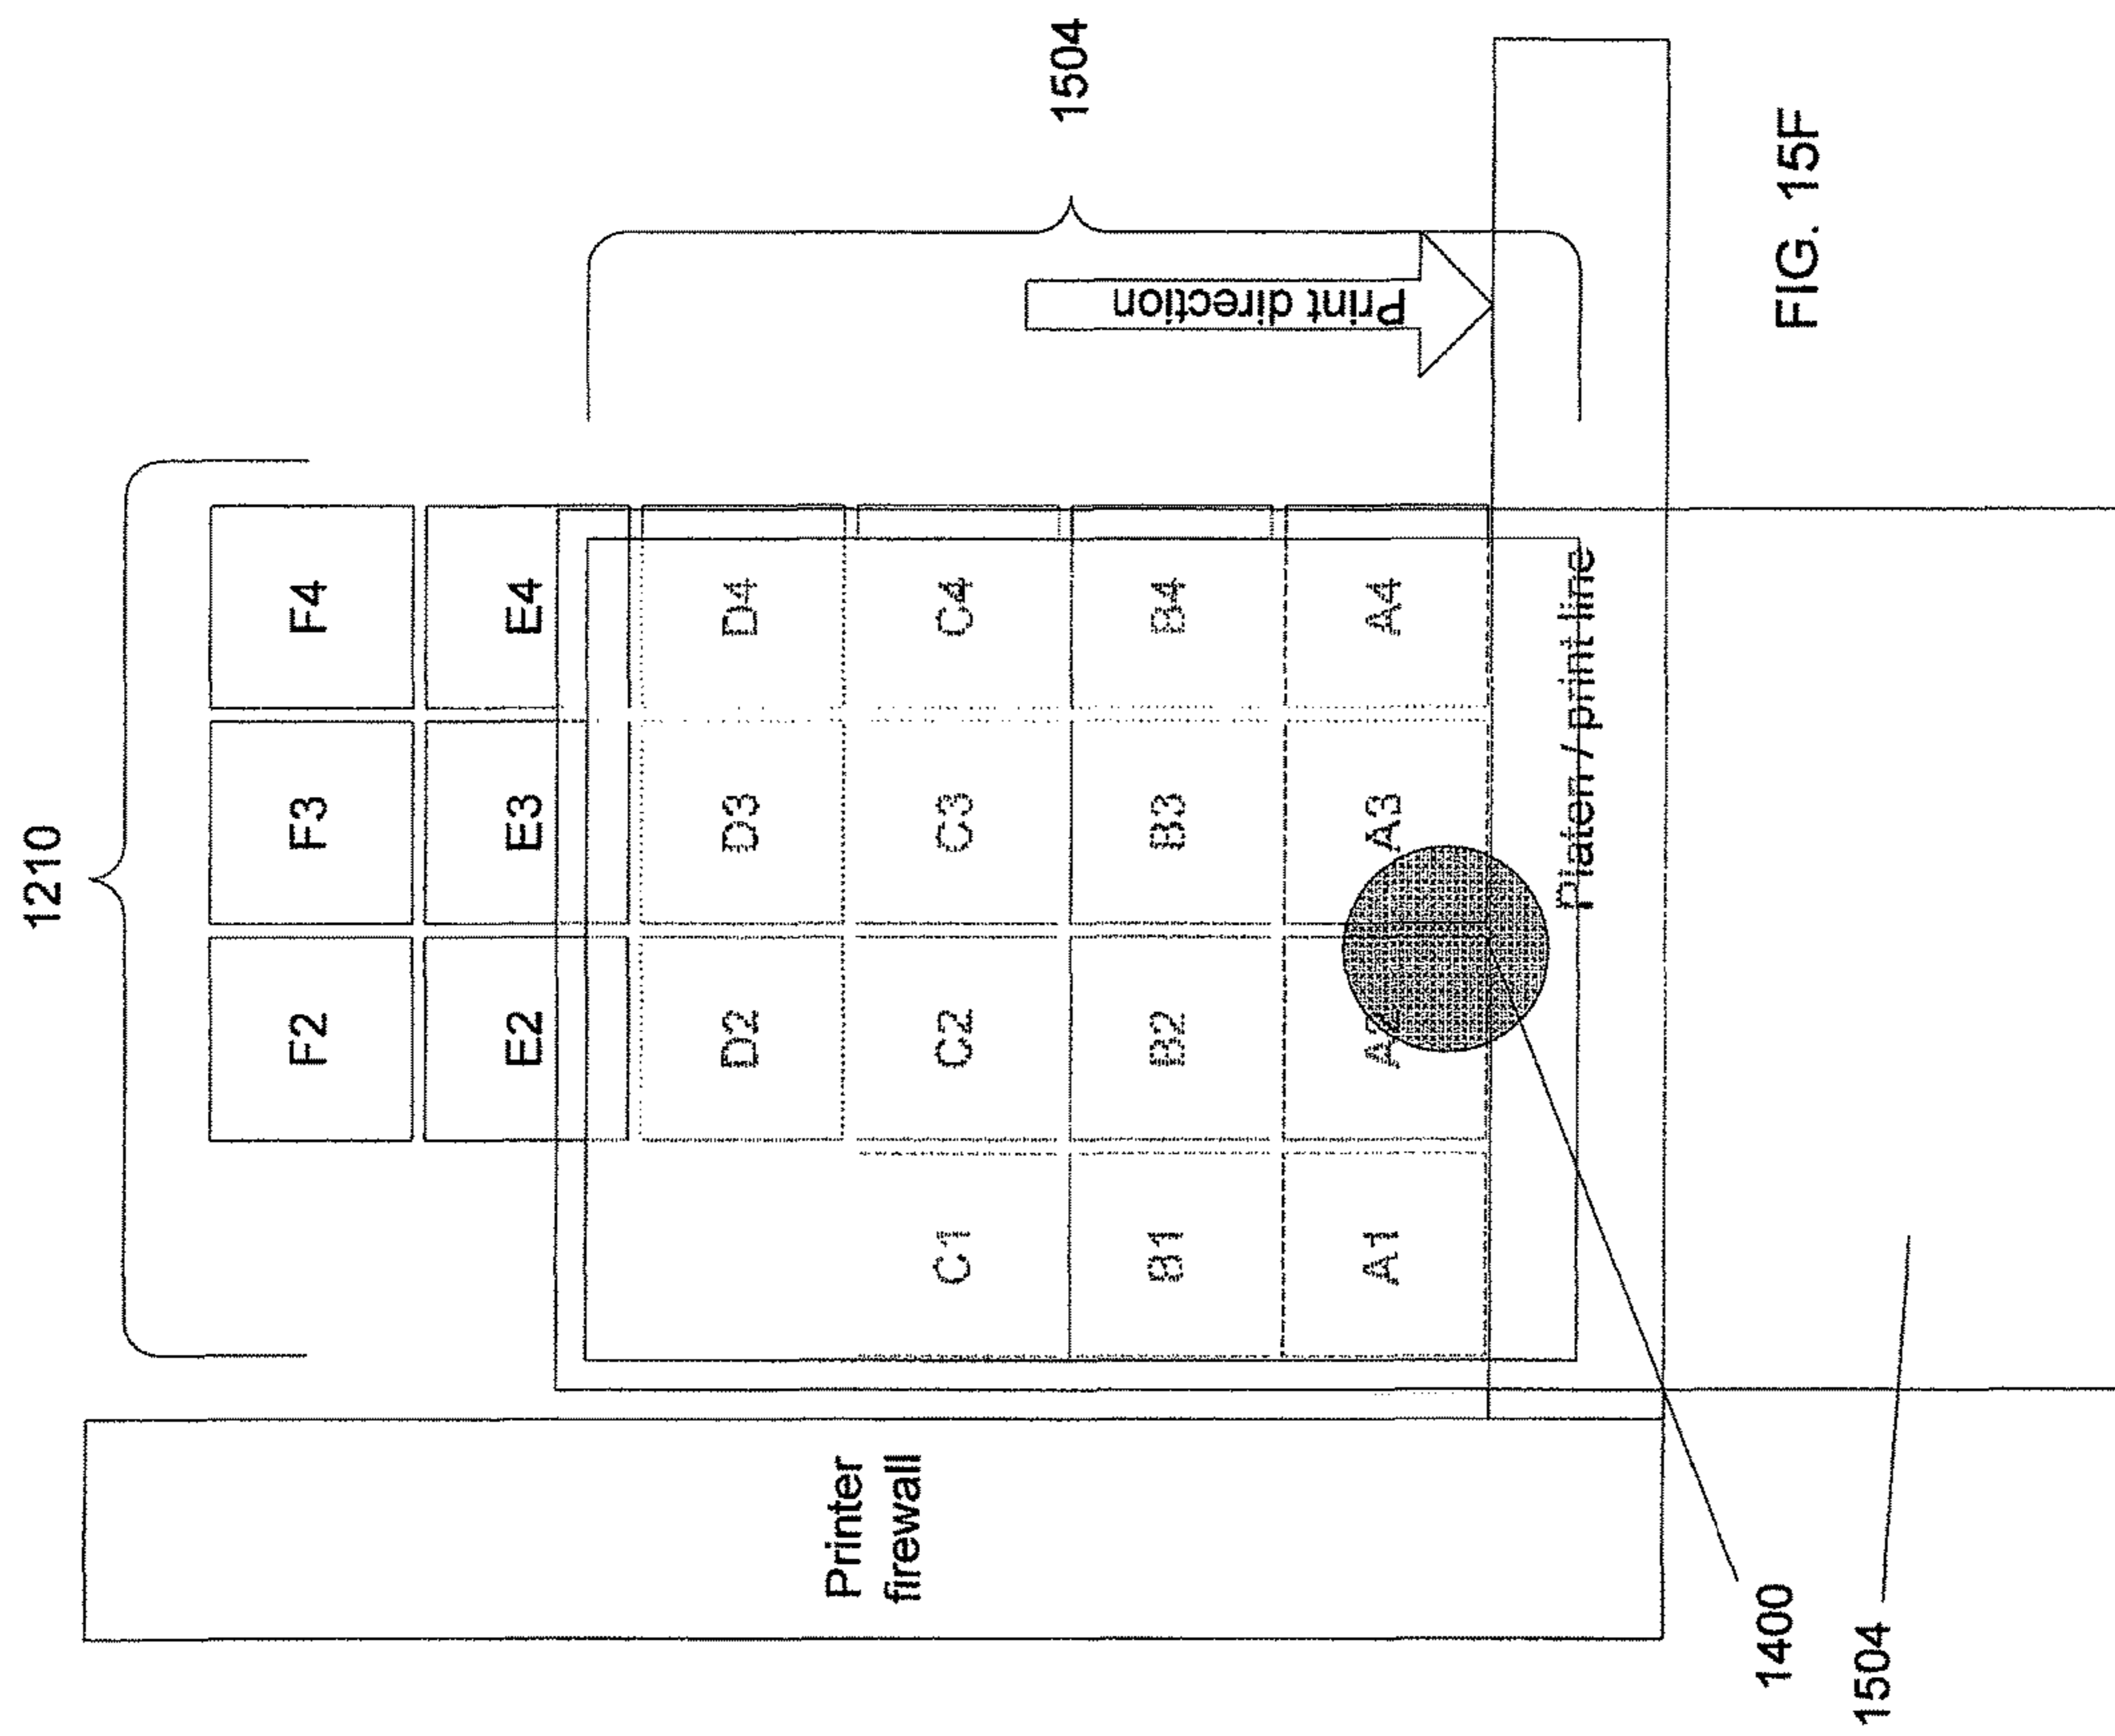 1210
F2 F3 F4
E2 E3 E4
D2 D3 D4
Printer
firewall
C1 C2 C3 C4
1504
B1 B2 B3 B4
Print direction
A1 A2 A3 A4
Platen / print line
1400
FIG. 15F
1504